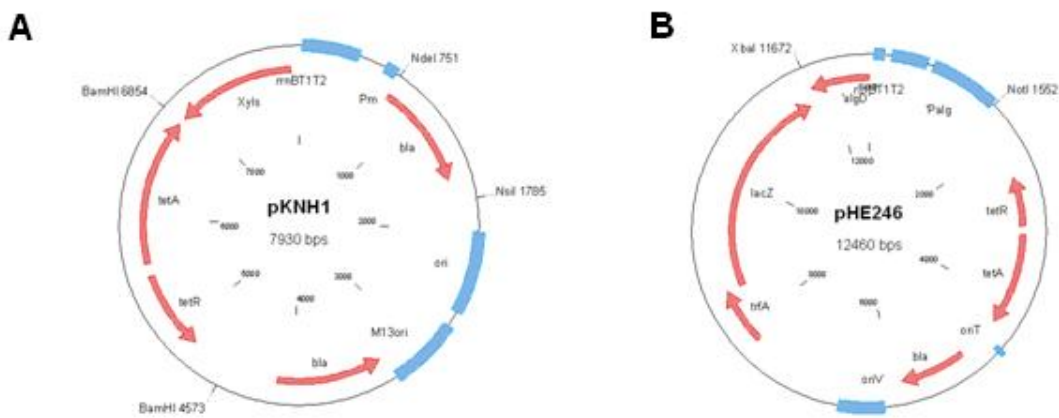 A
rrnBT1T2
NdeI 751
BamHI 6854
Xyls
Pm
bla
I
7000
1000
tetA
pKNH1
NsiI 1785
7930 bps
6000
2000
ori
5000
3000
4000
tetR
M13ori
bla
BamHI 4573
B
XbaI 11672
NotI 1552
'algD
'Palg
12000
lacZ
10000
2000
tetR
pHE246
12460 bps
tetA
8000
4000
6000
trfA
oriT
bla
oriV